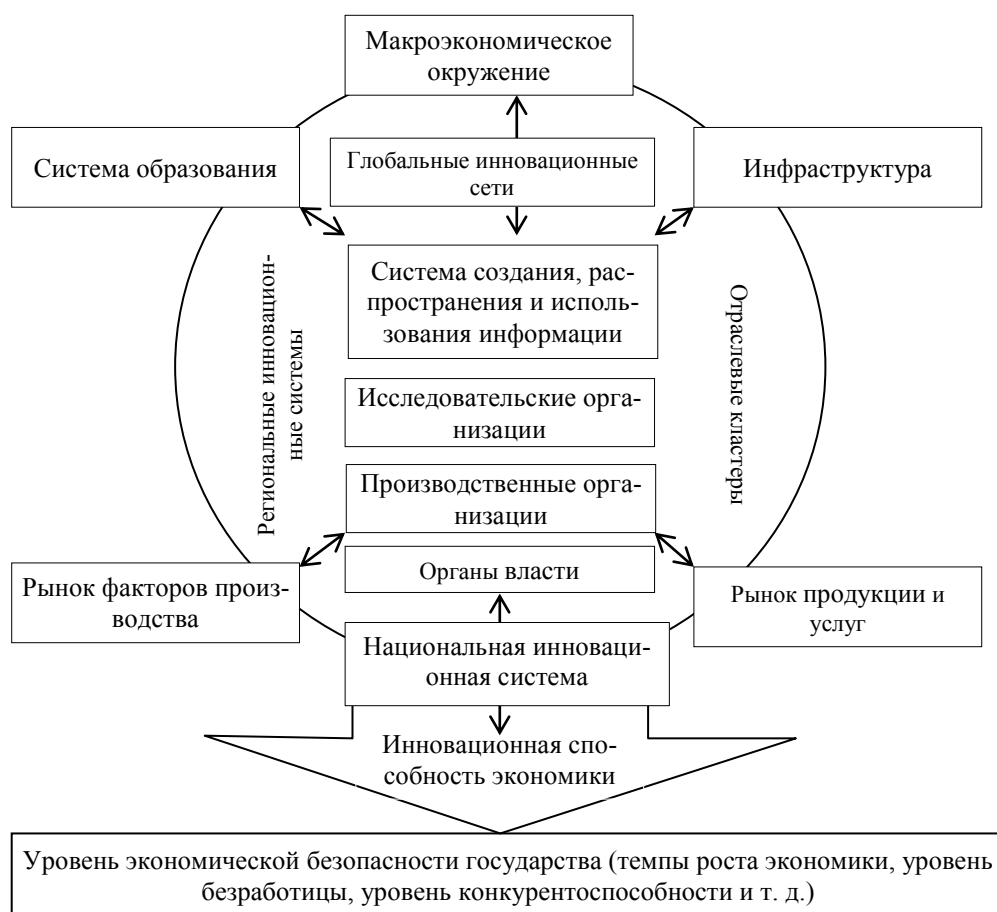 Макроэкономическое
окружение
Система образования
Глобальные инновационные
сети
Инфраструктура
Система создания, рас-
пространения и исполь-
зования информации
Региональные инновацион-
ные системы
Отраслевые кластеры
Исследовательские орга-
низации
Производственные орга-
низации
Органы власти
Рынок факторов произ-
водства
Рынок продукции и
услуг
Национальная инноваци-
онная система
Инновационная спо-
собность экономики
Уровень экономической безопасности государства (темпы роста экономики, уровень
безработицы, уровень конкурентоспособности и т. д.)